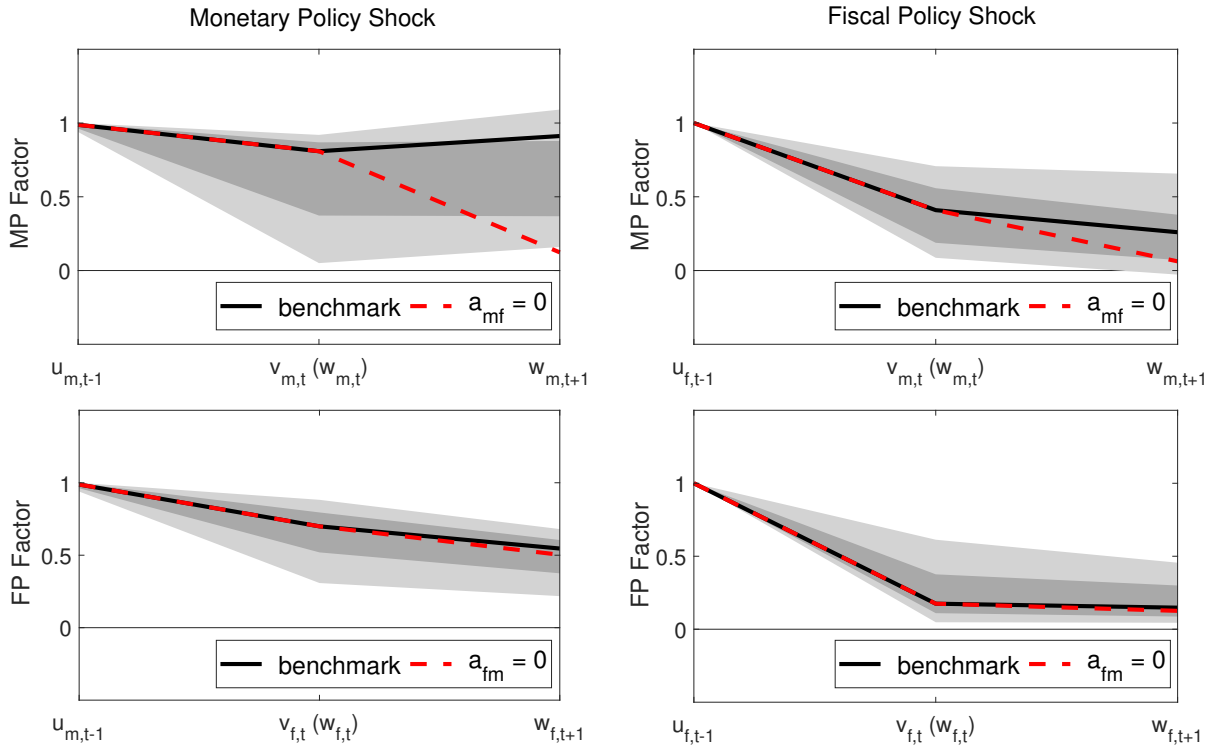 Monetary Policy Shock
Fiscal Policy Shock
MP Factor
1
0.5
0
benchmark a_mf = 0
u_m,t-1 v_m,t (w_m,t) w_m,t+1
MP Factor
1
0.5
0
benchmark a_mf = 0
u_f,t-1 v_m,t (w_m,t) w_m,t+1
FP Factor
1
0.5
0
benchmark a_fm = 0
u_m,t-1 v_f,t (w_f,t) w_f,t+1
FP Factor
1
0.5
0
benchmark a_fm = 0
u_f,t-1 v_f,t (w_f,t) w_f,t+1